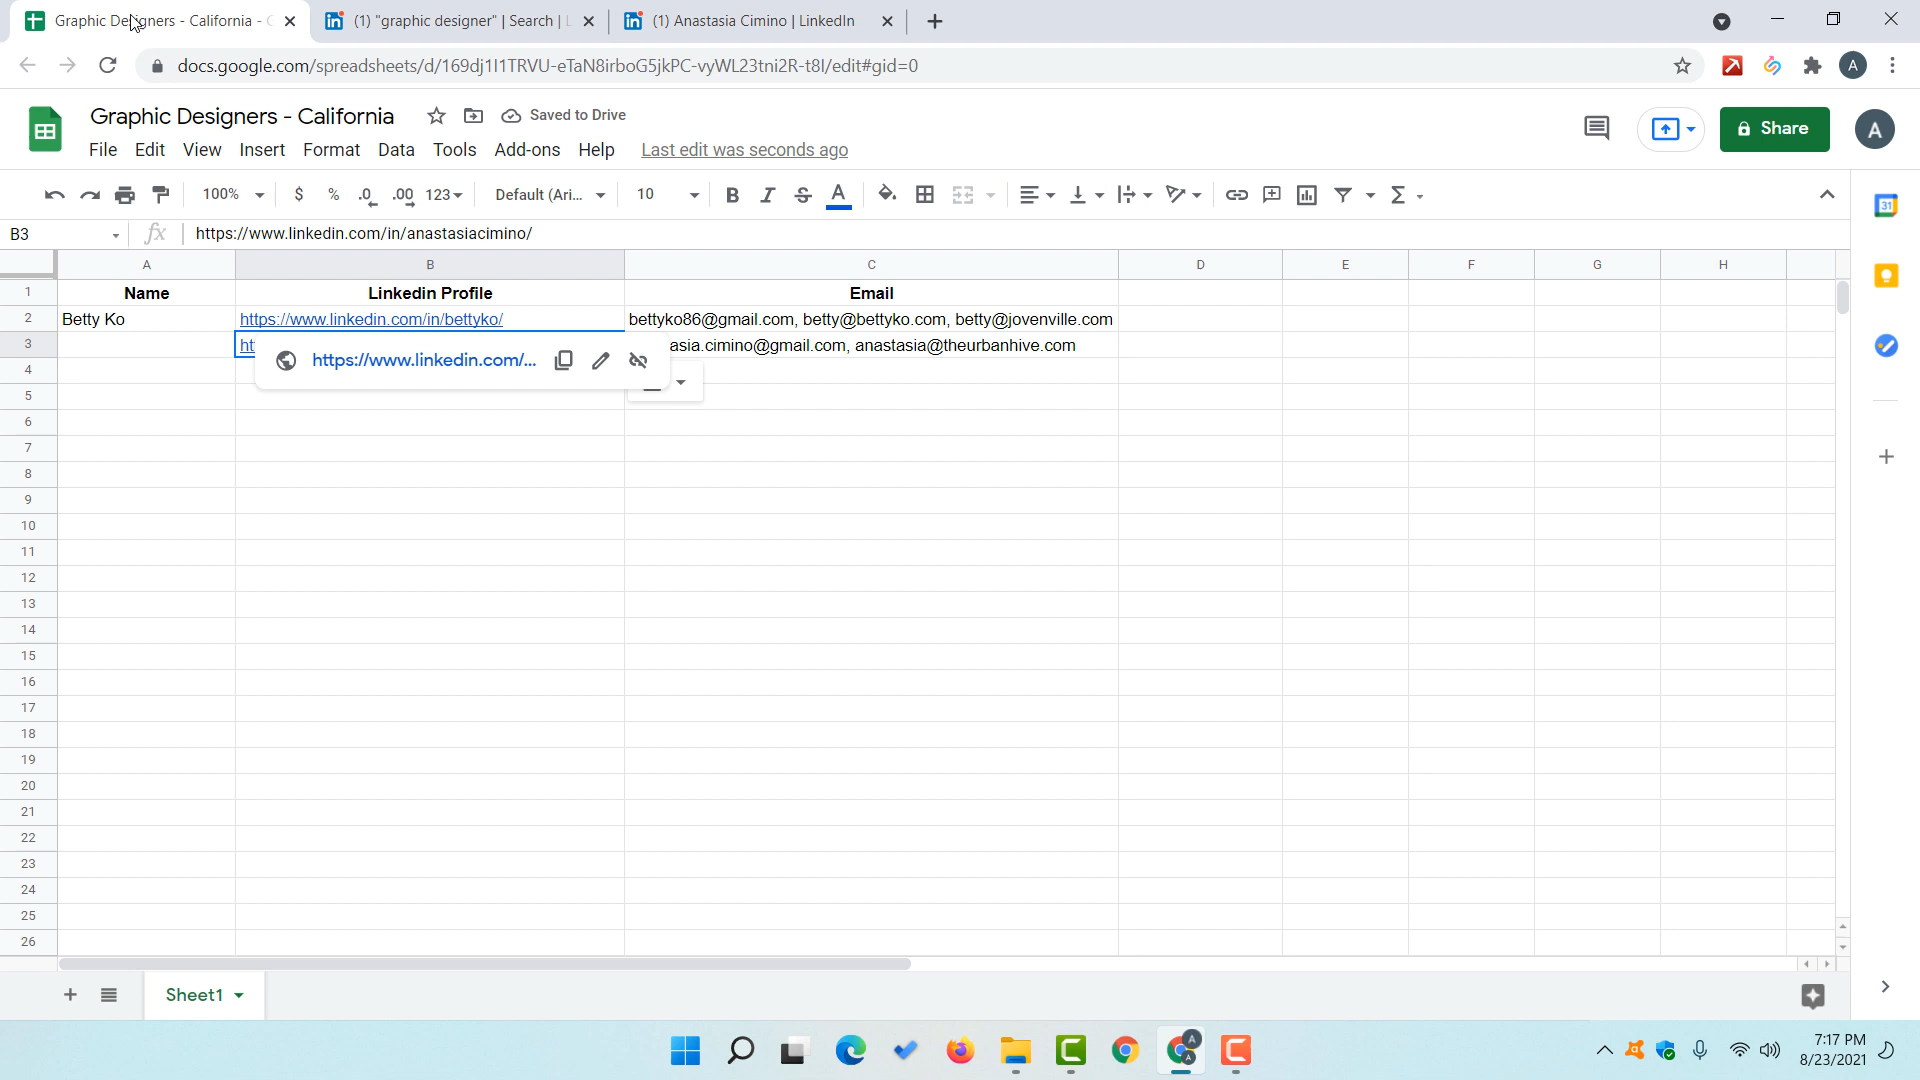 Graphic Designers - California -
(1) "graphic designer" | Search |
(1) Anastasia Cimino | LinkedIn
docs.google.com/spreadsheets/d/169dj1I1TRVU-eTaN8irboG5jkPC-vyWL23tni2R-t8I/edit#gid=0
A
Graphic Designers - California
Saved to Drive
Share
A
File Edit View Insert Format Data Tools Add-ons Help Last edit was seconds ago
100% $ % .0 .00 123 Default (Ari... 10 B I S A
31
B3 fx https://www.linkedin.com/in/anastasiacimino/
A B C D E F G H
1 Name Linkedin Profile Email
2 Betty Ko https://www.linkedin.com/in/bettyko/ bettyko86@gmail.com, betty@bettyko.com, betty@jovenville.com
3 ht asia.cimino@gmail.com, anastasia@theurbanhive.com
https://www.linkedin.com/...
4
5
6
7
8
9
10
11
12
13
14
15
16
17
18
19
20
21
22
23
24
25
26
Sheet1
7:17 PM
8/23/2021